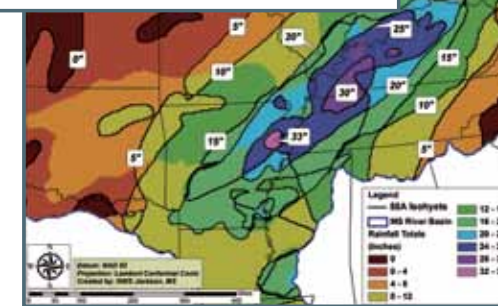 5"
25"
20"
0"
15"
10"
20"
30"
10"
15"
33"
5"
5"
Legend
SSA Isohyets
MS River Basin
Rainfall Totals
(Inches)
0
0 - 4
4 - 8
8 - 12
12 -
16 -
20 -
24 -
28 -
32 -
Datum: NAD 83
Projection: Lambert Conformal Conic
Created by: NWS Jackson, MS